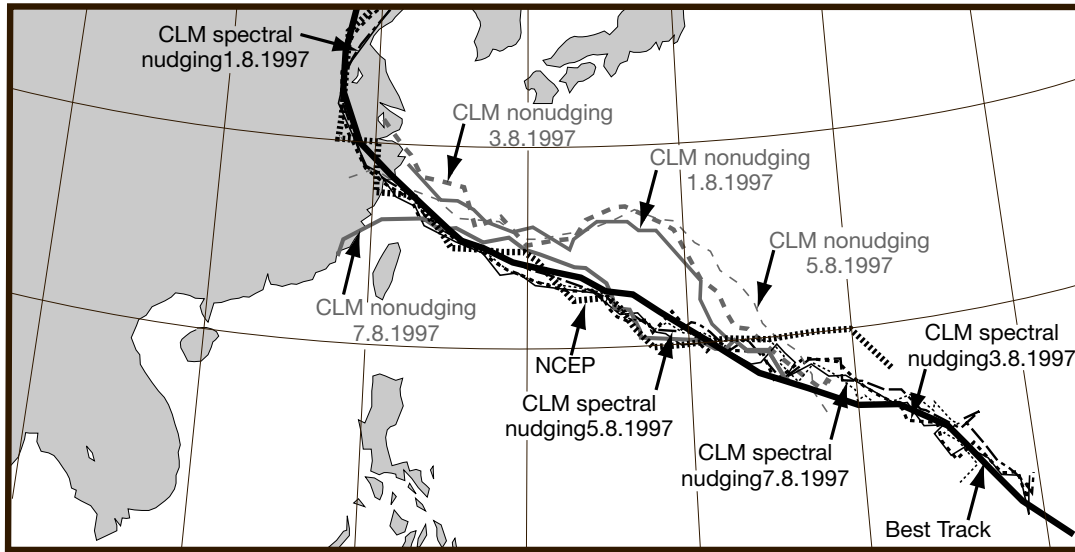 CLM spectral
nudging1.8.1997
CLM nonudging
3.8.1997
CLM nonudging
1.8.1997
CLM nonudging
5.8.1997
CLM nonudging
7.8.1997
NCEP
CLM spectral
nudging3.8.1997
CLM spectral
nudging5.8.1997
CLM spectral
nudging7.8.1997
Best Track